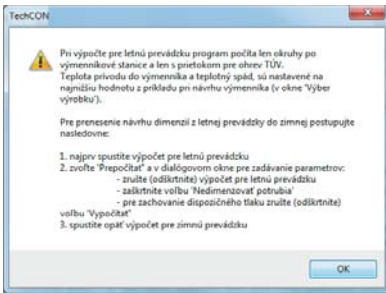 TechCON
Pri výpočte pre letnú prevádzku program počíta len okruhy po
výmenníkové stanice a len s prietokom pre ohrev TÚV.
Teplota prívodu do výmenníka a teplotný spád, sú nastavené na
najnižšiu hodnotu z príkladu pri návrhu výmenníka (v okne 'Výber
výrobku').
Pre prenesenie návrhu dimenzií z letnej prevádzky do zimnej postupujte
nasledovne:
1. najprv spustite výpočet pre letnú prevádzku
2. zvoľte 'Prepočítať' a v dialógovom okne pre zadávanie parametrov:
- zrušte (odškrtnite) výpočet pre letnú prevádzku
- zaškrtnite voľbu 'Nedimenzovať potrubia'
- pre zachovanie dispozičného tlaku zrušte (odškrtnite)
voľbu 'Vypočítať'
3. spustite opäť výpočet pre zimnú prevádzku
OK